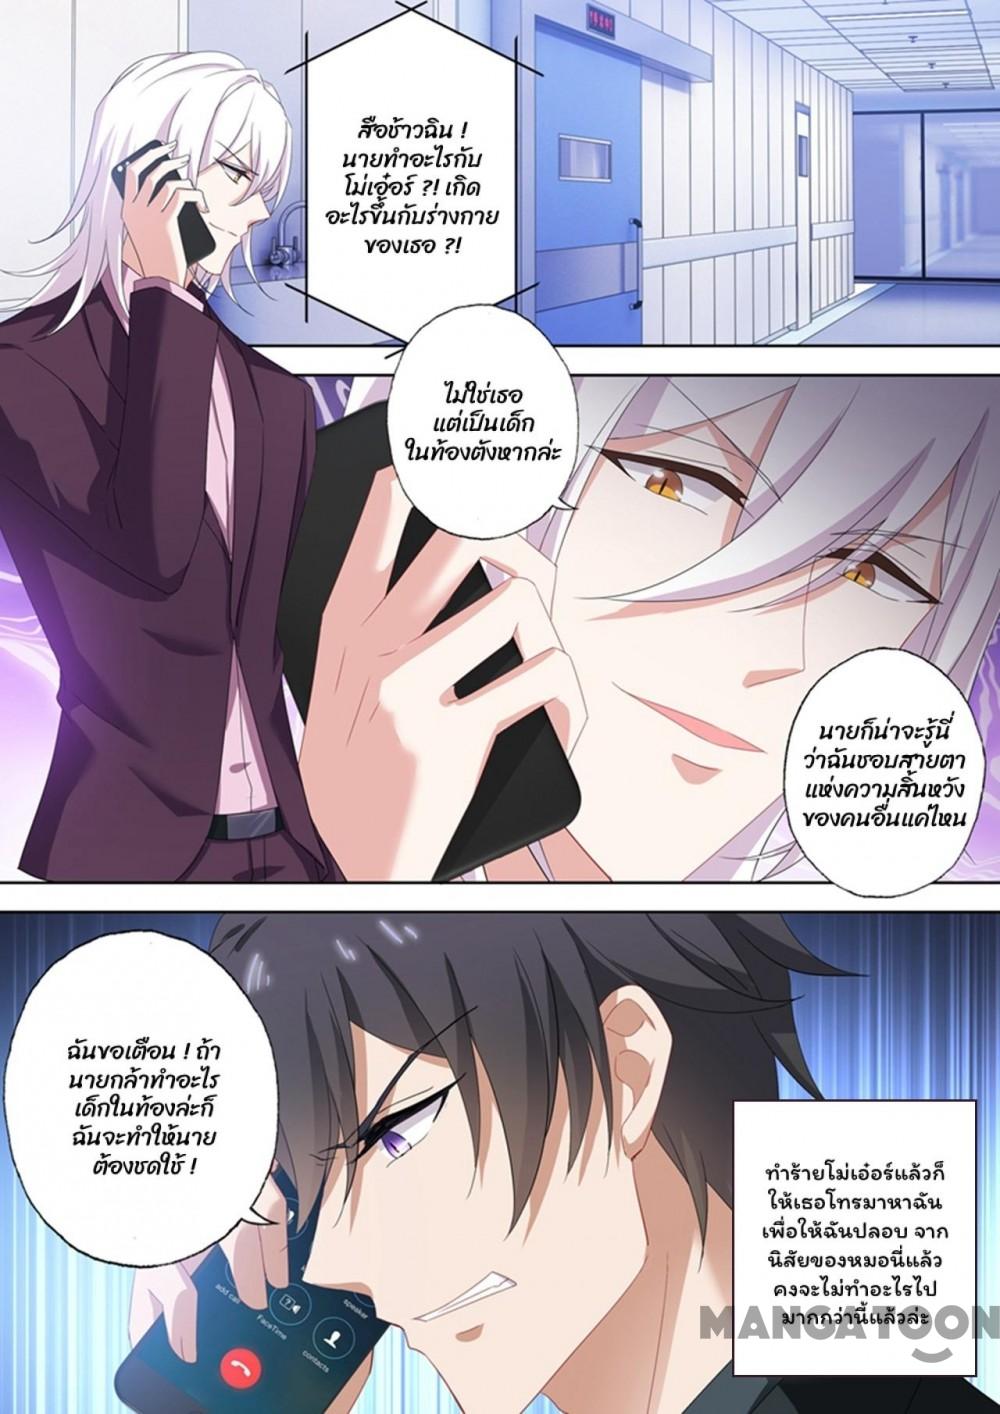 สือช้าวฉิน !
นายทำอะไรกับ
โม่เอ๋อร์ ?! เกิด
อะไรขึ้นกับร่างกาย
ของเธอ ?!
ไม่ใช่เธอ
แต่เป็นเด็ก
ในท้องตังหากล่ะ
นายก็น่าจะรู้นี่
ว่าฉันชอบสายตา
แห่งความสิ้นหวัง
ของคนอื่นแค่ไหน
ฉันขอเตือน ! ถ้า
นายกล้าทำอะไร
เด็กในท้องล่ะก็
ฉันจะทำให้นาย
ต้องชดใช้ !
ทำร้ายโม่เอ๋อร์แล้วก็
ให้เธอโทรมาหาฉัน
เพื่อให้ฉันปลอบ จาก
นิสัยของหมอนี่แล้ว
คงจะไม่ทำอะไรไป
มากกว่านี้แล้วล่ะ
add call
FaceTime
speaker
contacts
MANGATOON